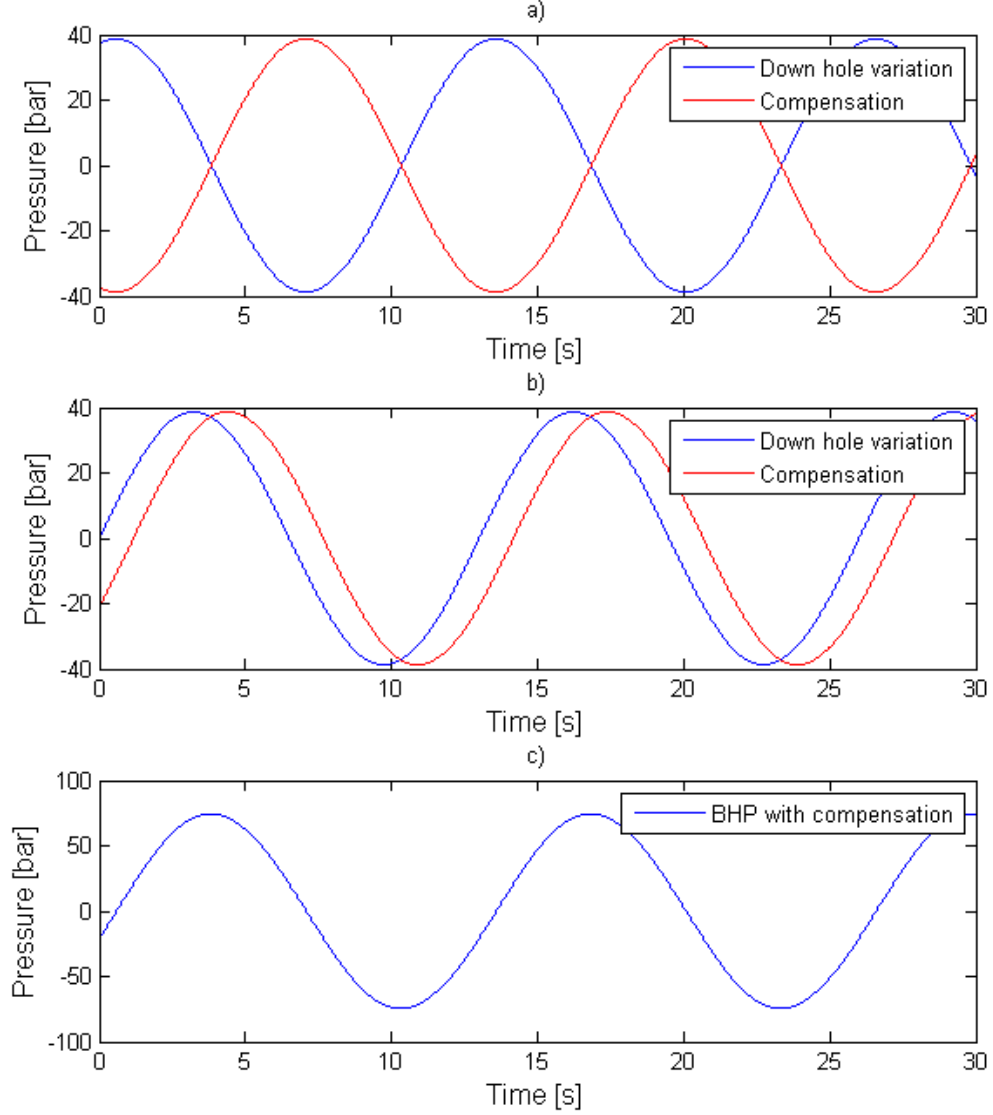 a)
Pressure [bar]
40
20
0
-20
-40
Down hole variation
Compensation
0 5 10 15 20 25 30
Time [s]
b)
Pressure [bar]
40
20
0
-20
-40
Down hole variation
Compensation
0 5 10 15 20 25 30
Time [s]
c)
Pressure [bar]
100
50
0
-50
-100
BHP with compensation
0 5 10 15 20 25 30
Time [s]